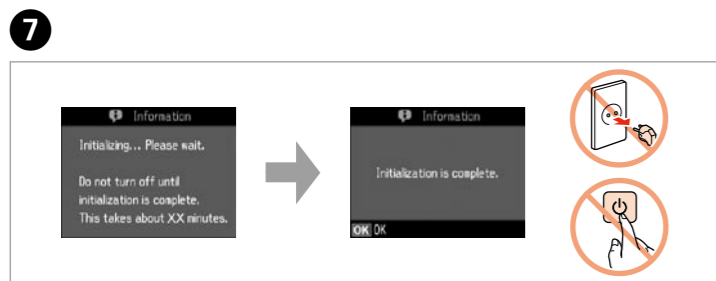 7
Information
Initializing... Please wait.
Do not turn off until
initialization is complete.
This takes about XX minutes.
Information
Initialization is complete.
OK OK